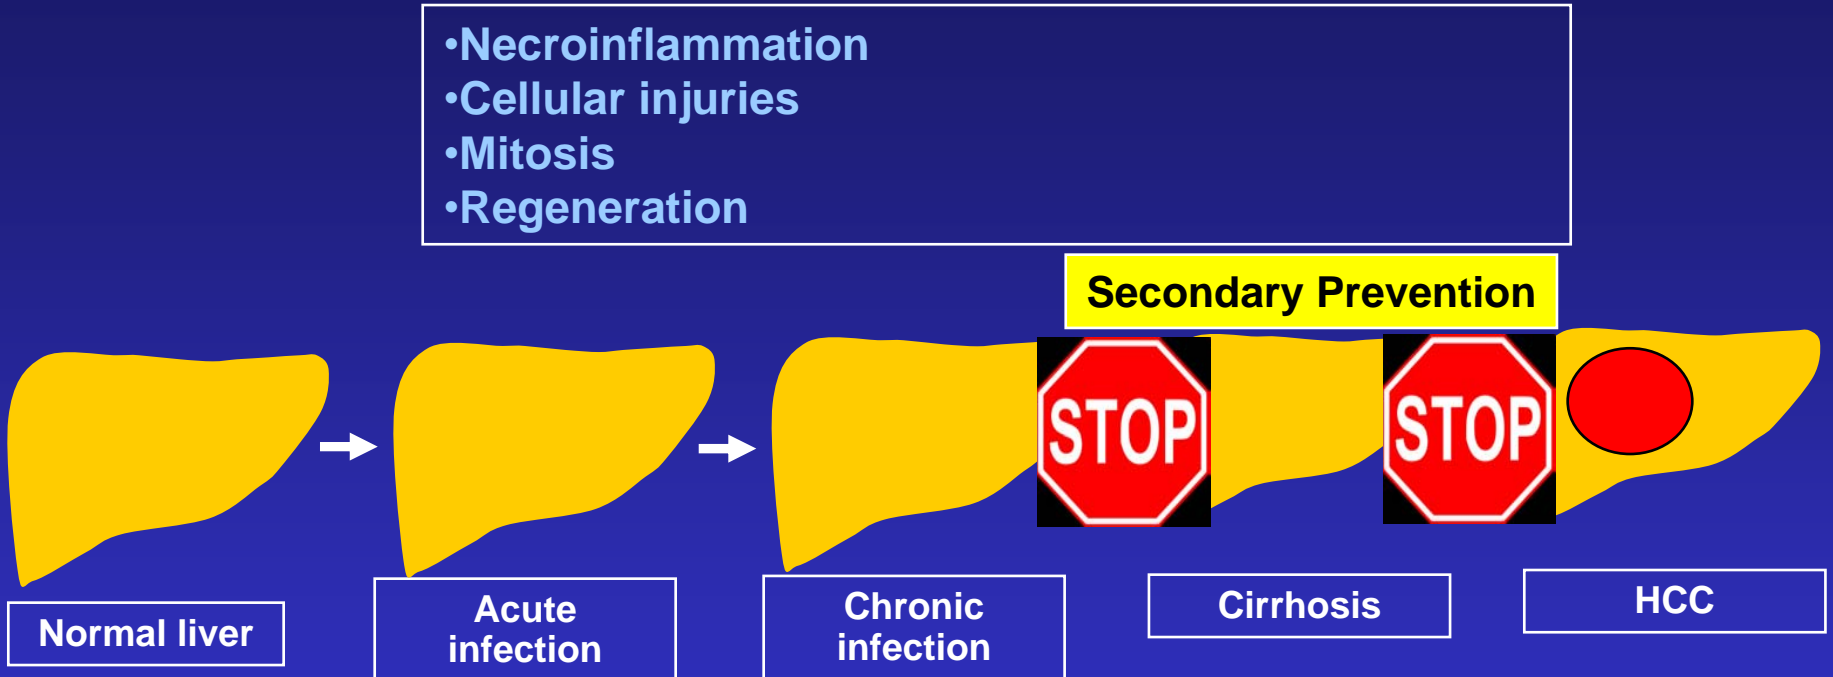 •Necroinflammation
•Cellular injuries
•Mitosis
•Regeneration
Secondary Prevention
STOP
STOP
Normal liver
Acute
infection
Chronic
infection
Cirrhosis
HCC